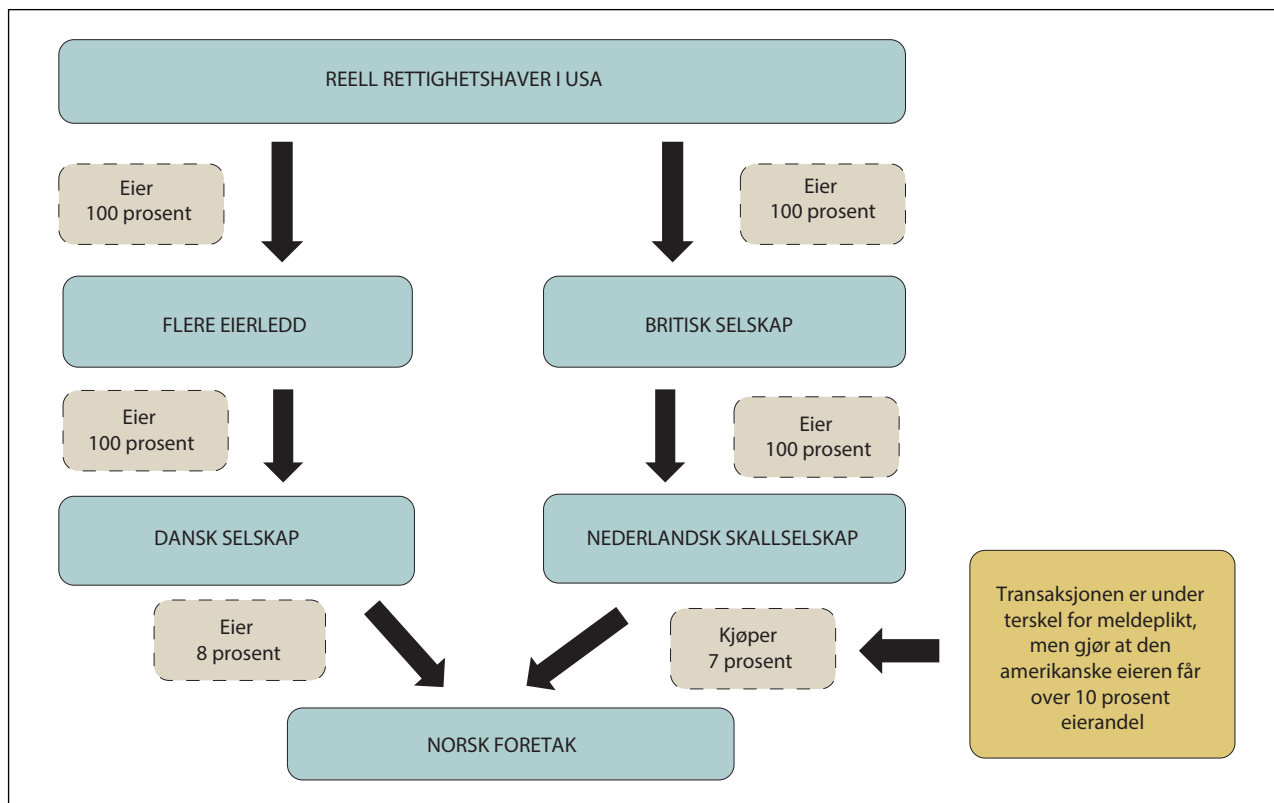 REELL RETTIGHETSHAVER I USA
Eier
100 prosent
Eier
100 prosent
FLERE EIERLEDD
BRITISK SELSKAP
Eier
100 prosent
Eier
100 prosent
DANSK SELSKAP
NEDERLANDSK SKALLSELSKAP
Eier
8 prosent
Kjøper
7 prosent
Transaksjonen er under
terskel for meldeplikt,
men gjør at den
amerikanske eieren får
over 10 prosent
eierandel
NORSK FORETAK